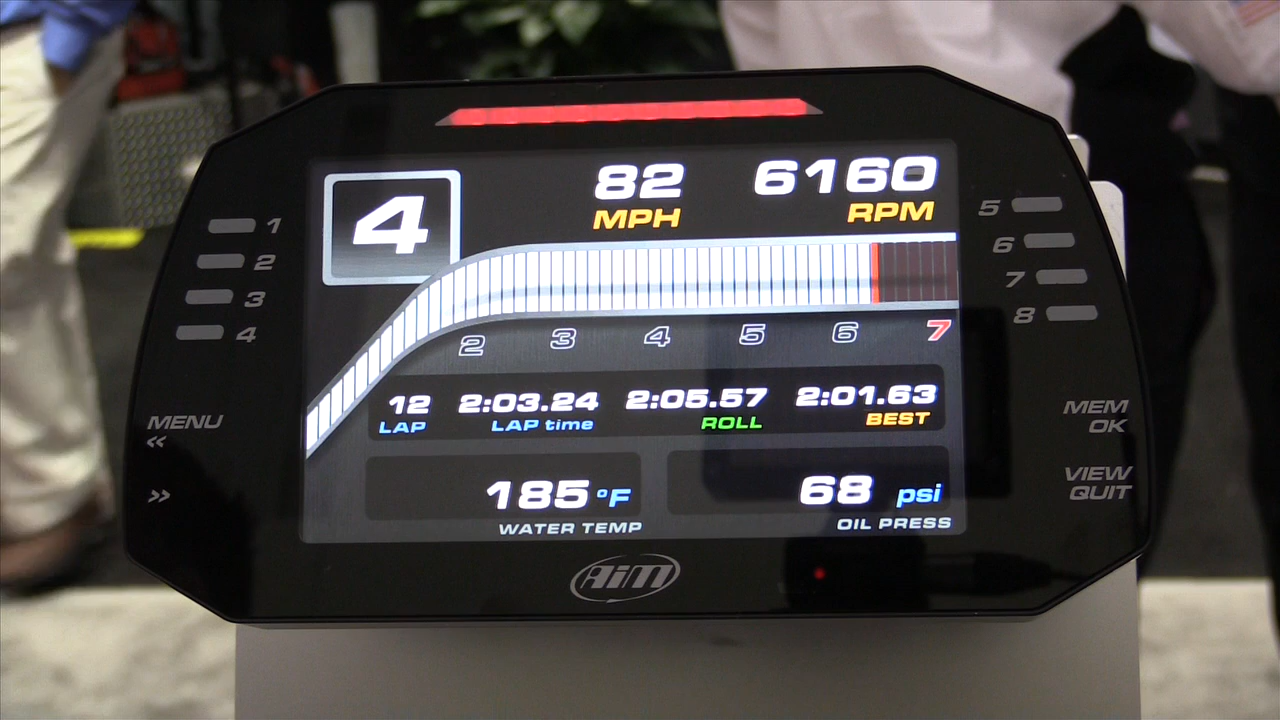 4
82 6160
MPH RPM
1
2
3
4
5
6
7
8
2 3 4 5 6 7
12 2:03.24 2:05.57 2:01.63
LAP LAP time ROLL BEST
185 °F 68 psi
WATER TEMP OIL PRESS
MENU
<<
>>
MEM
OK
VIEW
QUIT
AiM